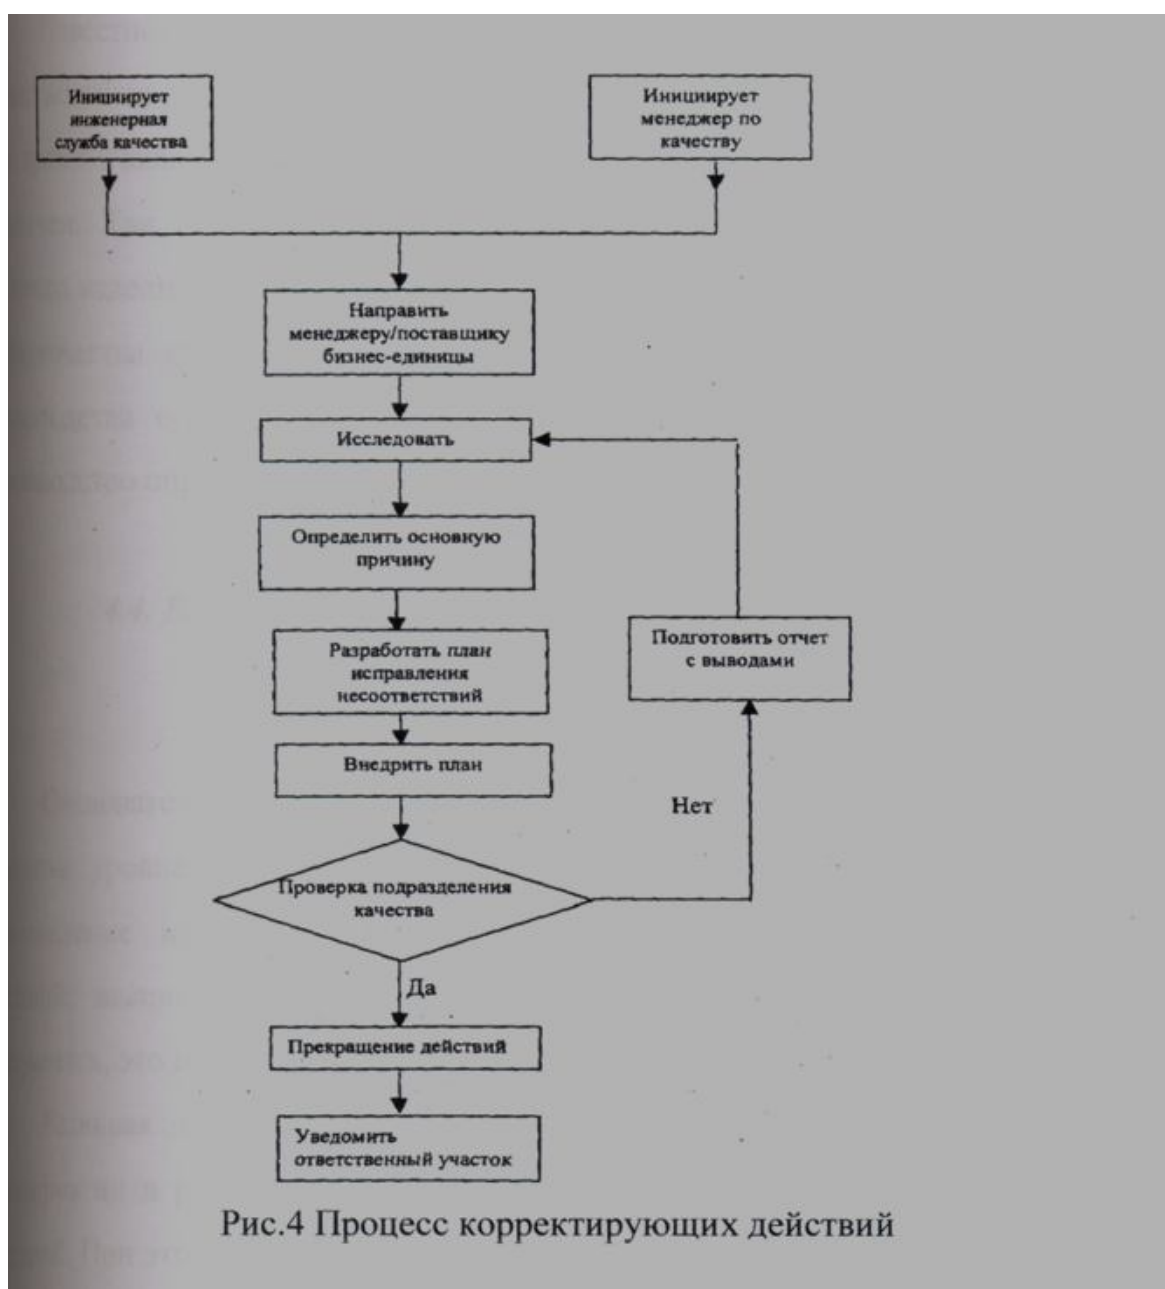 Инициирует
инженерная
служба качества
Инициирует
менеджер по
качеству
Направить
менеджеру/поставщику
бизнес-единицы
Исследовать
Определить основную
причину
Разработать план
исправления
несоответствий
Подготовить отчет
с выводами
Внедрить план
Нет
Проверка подразделения
качества
Да
Прекращение действий
Уведомить
ответственный участок
Рис.4 Процесс корректирующих действий